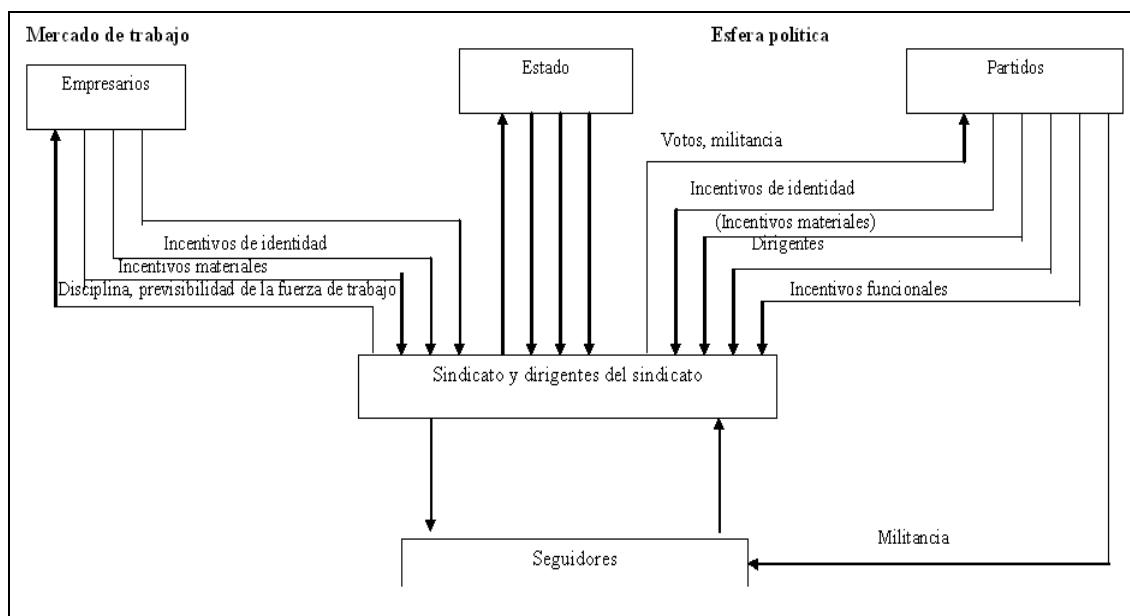 Mercado de trabajo
Esfera política
Empresarios
Estado
Partidos
Votos, militancia
Incentivos de identidad
(Incentivos materiales)
Dirigentes
Incentivos funcionales
Incentivos de identidad
Incentivos materiales
Disciplina, previsibilidad de la fuerza de trabajo
Sindicato y dirigentes del sindicato
Militancia
Seguidores